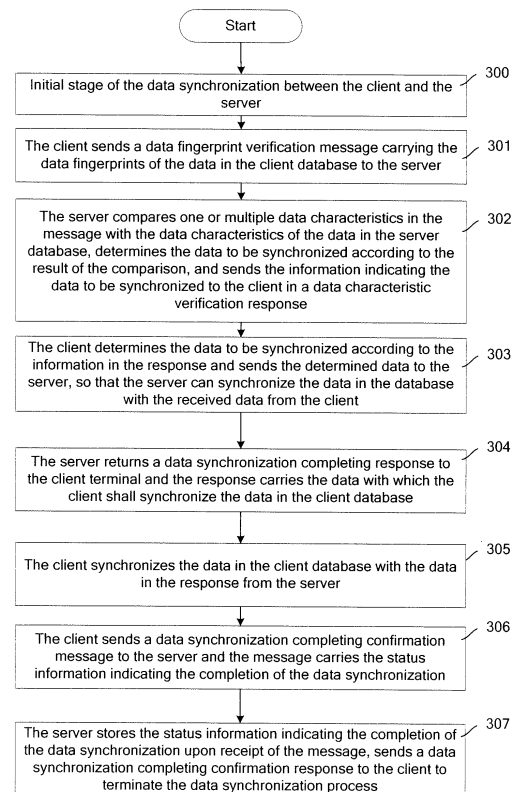 Start
300
Initial stage of the data synchronization between the client and the
server
301
The client sends a data fingerprint verification message carrying the
data fingerprints of the data in the client database to the server
302
The server compares one or multiple data characteristics in the
message with the data characteristics of the data in the server
database, determines the data to be synchronized according to the
result of the comparison, and sends the information indicating the
data to be synchronized to the client in a data characteristic
verification response
303
The client determines the data to be synchronized according to the
information in the response and sends the determined data to the
server, so that the server can synchronize the data in the database
with the received data from the client
304
The server returns a data synchronization completing response to
the client terminal and the response carries the data with which the
client shall synchronize the data in the client database
305
The client synchronizes the data in the client database with the data
in the response from the server
306
The client sends a data synchronization completing confirmation
message to the server and the message carries the status
information indicating the completion of the data synchronization
307
The server stores the status information indicating the completion of
the data synchronization upon receipt of the message, sends a data
synchronization completing confirmation response to the client to
terminate the data synchronization process